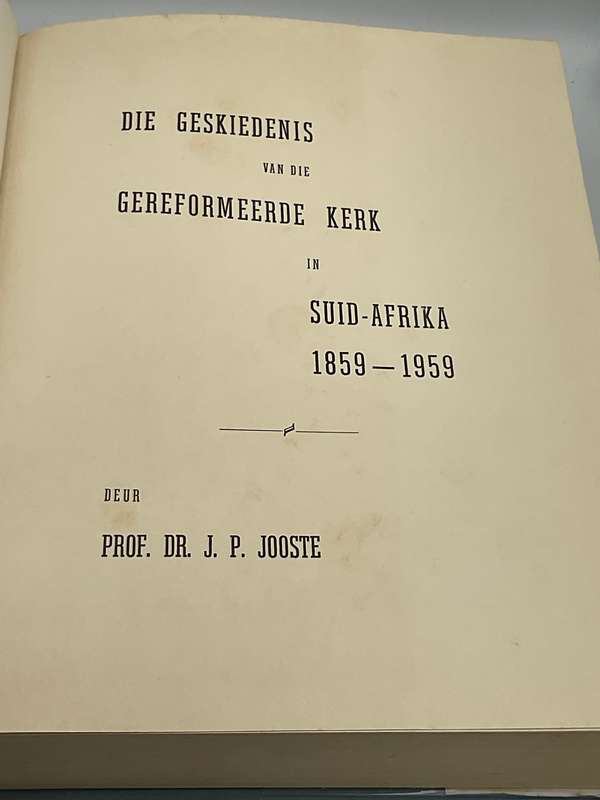 DIE GESKIEDENIS
VAN DIE
GEREFORMEERDE KERK
IN
SUID-AFRIKA
1859—1959
DEUR
PROF. DR. J. P. JOOSTE